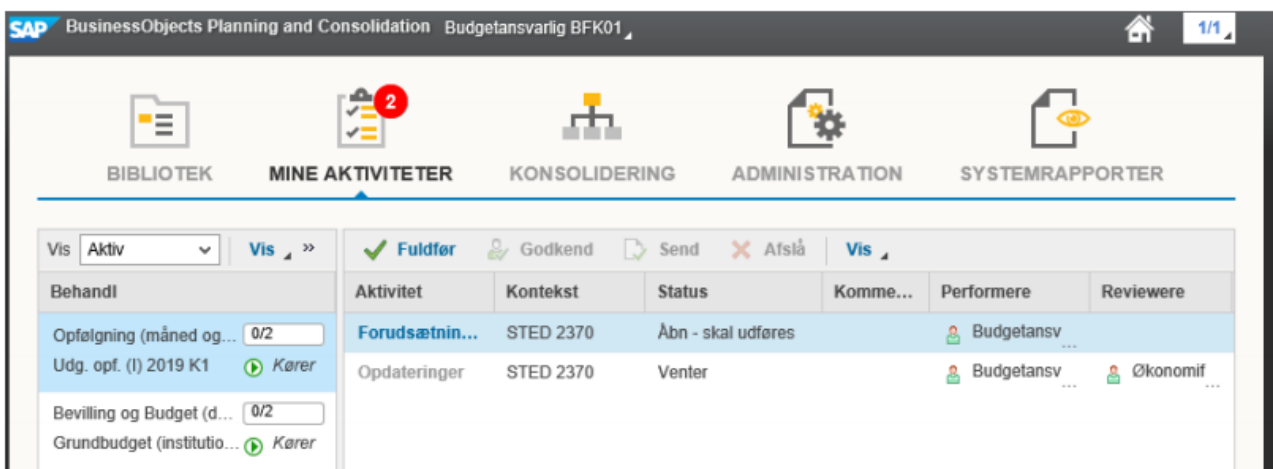 SAP BusinessObjects Planning and Consolidation Budgetansvarlig BFK01 1/1
2
BIBLIOTEK MINE AKTIVITETER KONSOLIDERING ADMINISTRATION SYSTEMRAPPORTER
Vis Aktiv Vis » Fuldfør Godkend Send Afslå Vis
Behandl Aktivitet Kontekst Status Komme... Performere Reviewere
Opfølgning (måned og... 0/2 Forudsætnin... STED 2370 Åbn - skal udføres Budgetansv...
Udg. opf. (I) 2019 K1 Kører Opdateringer STED 2370 Venter Budgetansv... Økonomif...
Bevilling og Budget (d... 0/2
Grundbudget (institutio... Kører